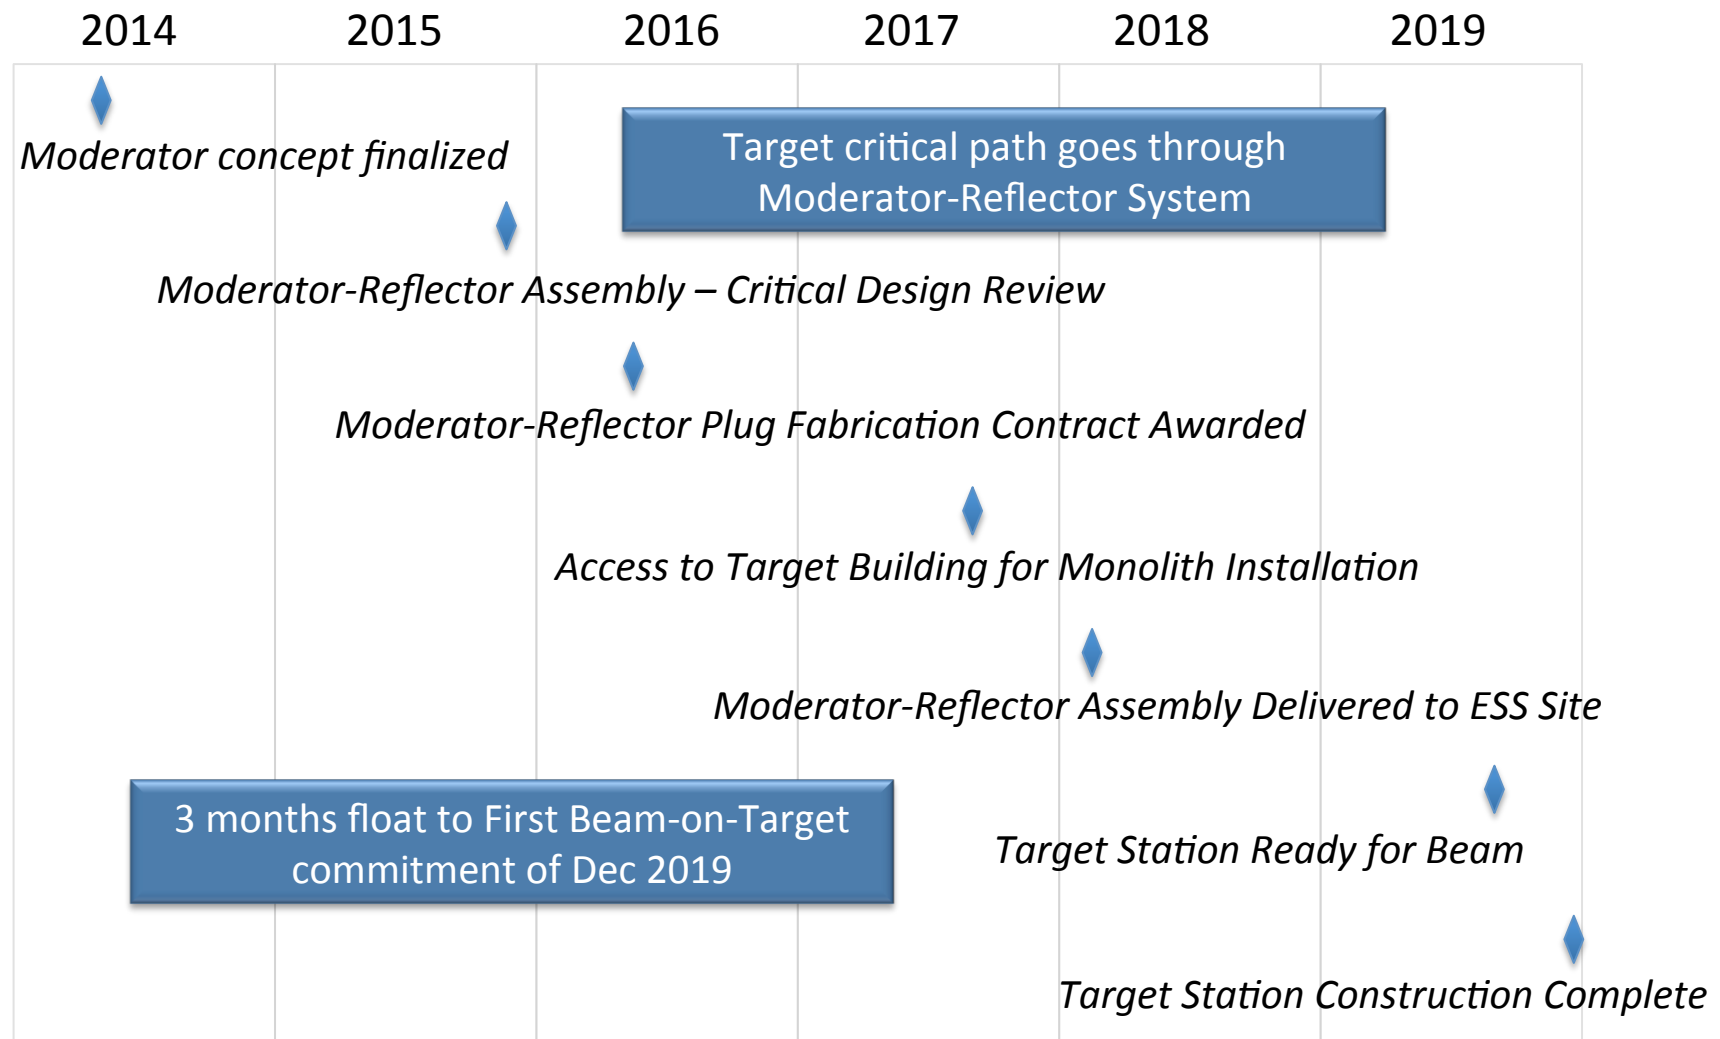 2014 2015 2016 2017 2018 2019
Moderator concept finalized
Target critical path goes through
Moderator-Reflector System
Moderator-Reflector Assembly – Critical Design Review
Moderator-Reflector Plug Fabrication Contract Awarded
Access to Target Building for Monolith Installation
Moderator-Reflector Assembly Delivered to ESS Site
3 months float to First Beam-on-Target
commitment of Dec 2019
Target Station Ready for Beam
Target Station Construction Complete